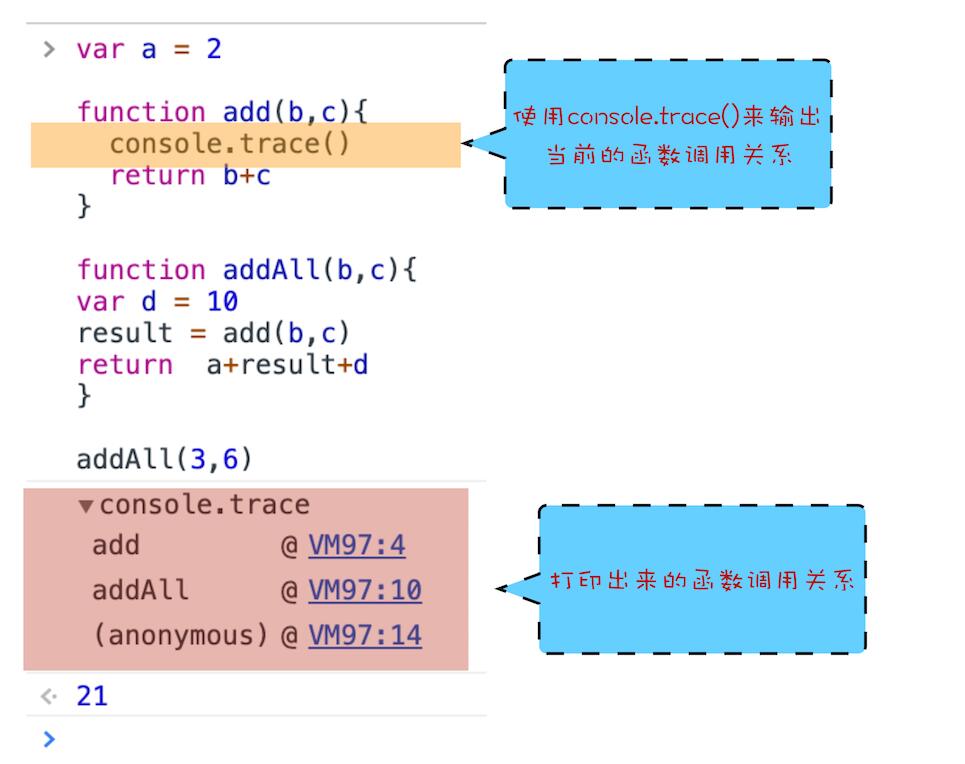 > var a = 2
function add(b,c){
console.trace()
return b+c
}
使用console.trace()来输出
当前的函数调用关系
function addAll(b,c){
var d = 10
result = add(b,c)
return  a+result+d
}
addAll(3,6)
▼console.trace
add @ VM97:4
addAll @ VM97:10
(anonymous) @ VM97:14
打印出来的函数调用关系
21
>